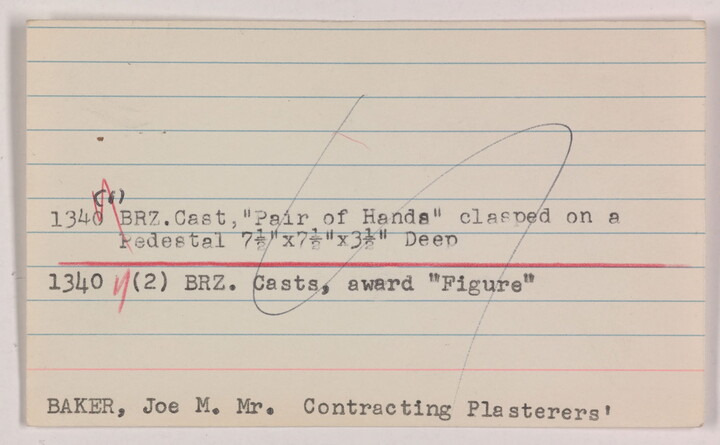 (1)
1340 BRZ.Cast,"Pair of Hands" clasped on a
Pedestal 7½"x7½"x3½" Deep
1340 (2) BRZ. Casts, award "Figure"
BAKER, Joe M. Mr. Contracting Plasterers'